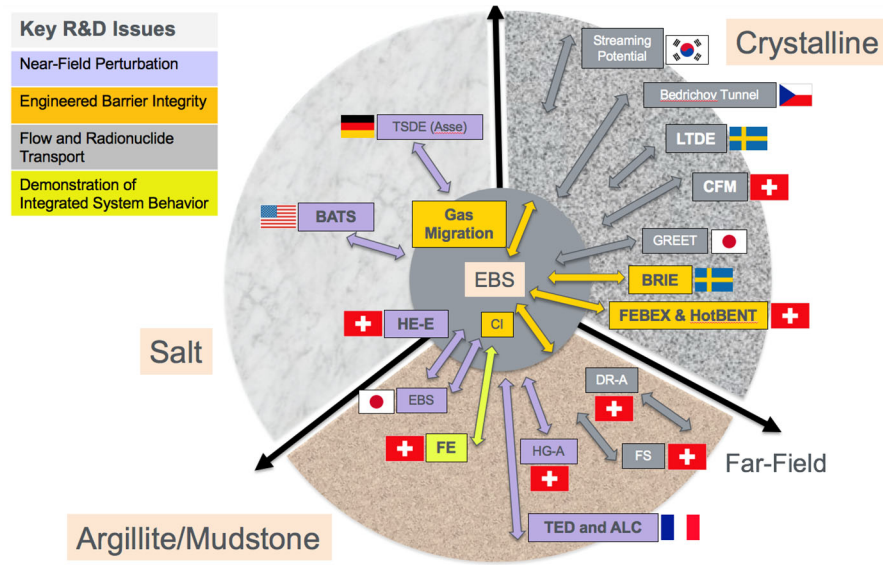 Key R&D Issues
Near-Field Perturbation
Engineered Barrier Integrity
Flow and Radionuclide
Transport
Demonstration of
Integrated System Behavior
Crystalline
Streaming
Potential
Bedrichov Tunnel
TSDE (Asse)
LTDE
CFM
BATS
Gas
Migration
GREET
EBS
BRIE
FEBEX & HotBENT
HE-E
CI
Salt
DR-A
EBS
FE
HG-A
FS
Far-Field
TED and ALC
Argillite/Mudstone